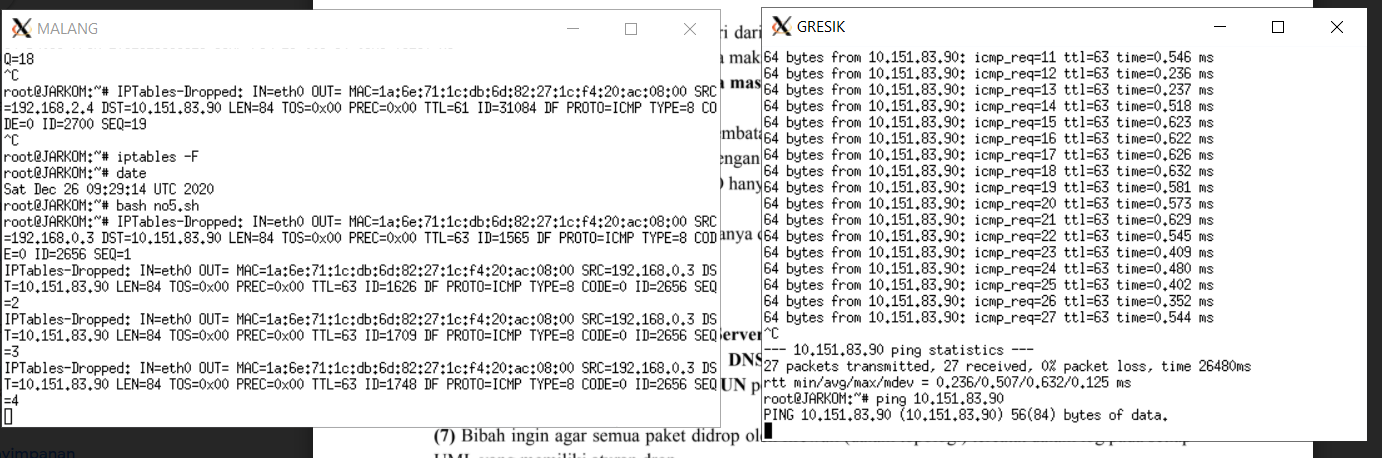 MALANG
Q=18
^C
root@JARKOM:~# IPTables-Dropped: IN=eth0 OUT= MAC=1a:6e:71:1c:db:6d:82:27:1c:f4:20:ac:08:00 SRC
=192.168.2.4 DST=10.151.83.90 LEN=84 TOS=0x00 PREC=0x00 TTL=61 ID=31084 DF PROTO=ICMP TYPE=8 CO
DE=0 ID=2700 SEQ=19
^C
root@JARKOM:~# iptables -F
root@JARKOM:~# date
Sat Dec 26 09:29:14 UTC 2020
root@JARKOM:~# bash no5.sh
root@JARKOM:~# IPTables-Dropped: IN=eth0 OUT= MAC=1a:6e:71:1c:db:6d:82:27:1c:f4:20:ac:08:00 SRC
=192.168.0.3 DST=10.151.83.90 LEN=84 TOS=0x00 PREC=0x00 TTL=63 ID=1565 DF PROTO=ICMP TYPE=8 COD
E=0 ID=2656 SEQ=1
IPTables-Dropped: IN=eth0 OUT= MAC=1a:6e:71:1c:db:6d:82:27:1c:f4:20:ac:08:00 SRC=192.168.0.3 DS
T=10.151.83.90 LEN=84 TOS=0x00 PREC=0x00 TTL=63 ID=1626 DF PROTO=ICMP TYPE=8 CODE=0 ID=2656 SEQ
=2
IPTables-Dropped: IN=eth0 OUT= MAC=1a:6e:71:1c:db:6d:82:27:1c:f4:20:ac:08:00 SRC=192.168.0.3 DS
T=10.151.83.90 LEN=84 TOS=0x00 PREC=0x00 TTL=63 ID=1709 DF PROTO=ICMP TYPE=8 CODE=0 ID=2656 SEQ
=3
IPTables-Dropped: IN=eth0 OUT= MAC=1a:6e:71:1c:db:6d:82:27:1c:f4:20:ac:08:00 SRC=192.168.0.3 DS
T=10.151.83.90 LEN=84 TOS=0x00 PREC=0x00 TTL=63 ID=1748 DF PROTO=ICMP TYPE=8 CODE=0 ID=2656 SEQ
=4
GRESIK
64 bytes from 10.151.83.90: icmp_req=11 ttl=63 time=0.546 ms
64 bytes from 10.151.83.90: icmp_req=12 ttl=63 time=0.236 ms
64 bytes from 10.151.83.90: icmp_req=13 ttl=63 time=0.237 ms
64 bytes from 10.151.83.90: icmp_req=14 ttl=63 time=0.518 ms
64 bytes from 10.151.83.90: icmp_req=15 ttl=63 time=0.623 ms
64 bytes from 10.151.83.90: icmp_req=16 ttl=63 time=0.622 ms
64 bytes from 10.151.83.90: icmp_req=17 ttl=63 time=0.626 ms
64 bytes from 10.151.83.90: icmp_req=18 ttl=63 time=0.632 ms
64 bytes from 10.151.83.90: icmp_req=19 ttl=63 time=0.581 ms
64 bytes from 10.151.83.90: icmp_req=20 ttl=63 time=0.573 ms
64 bytes from 10.151.83.90: icmp_req=21 ttl=63 time=0.629 ms
64 bytes from 10.151.83.90: icmp_req=22 ttl=63 time=0.545 ms
64 bytes from 10.151.83.90: icmp_req=23 ttl=63 time=0.409 ms
64 bytes from 10.151.83.90: icmp_req=24 ttl=63 time=0.480 ms
64 bytes from 10.151.83.90: icmp_req=25 ttl=63 time=0.402 ms
64 bytes from 10.151.83.90: icmp_req=26 ttl=63 time=0.352 ms
64 bytes from 10.151.83.90: icmp_req=27 ttl=63 time=0.544 ms
^C
--- 10.151.83.90 ping statistics ---
27 packets transmitted, 27 received, 0% packet loss, time 26480ms
rtt min/avg/max/mdev = 0.236/0.507/0.632/0.125 ms
root@JARKOM:~# ping 10.151.83.90
PING 10.151.83.90 (10.151.83.90) 56(84) bytes of data.
(7) Bibah ingin agar semua paket didrop